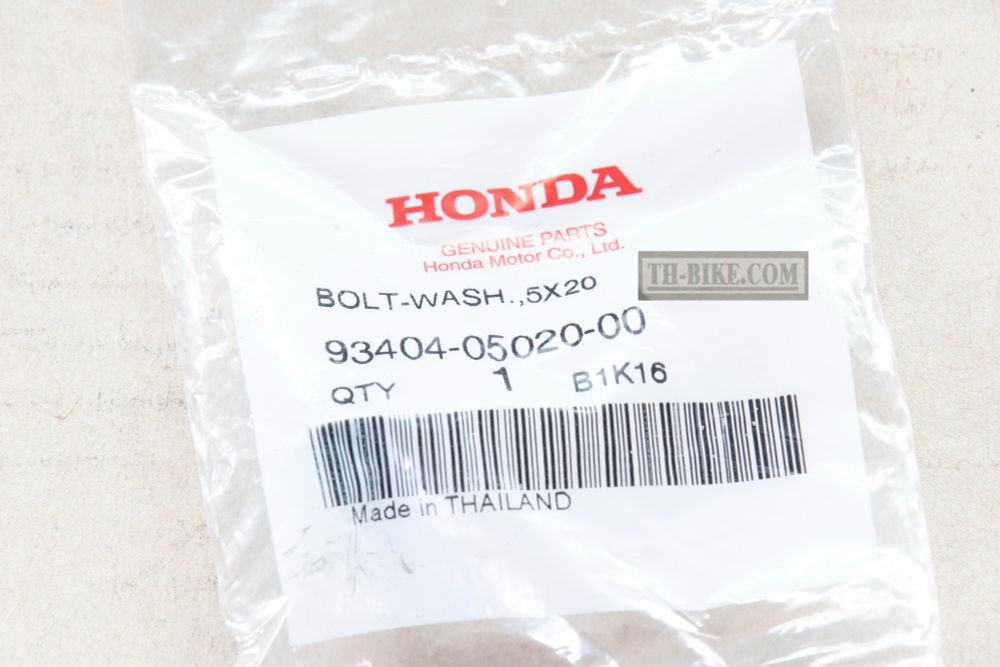 HONDA
GENUINE PARTS
Honda Motor Co., Ltd.
TH-BIKE.COM
BOLT-WASH.,5X20
93404-05020-00
QTY 1 B1K16
Made in THAILAND